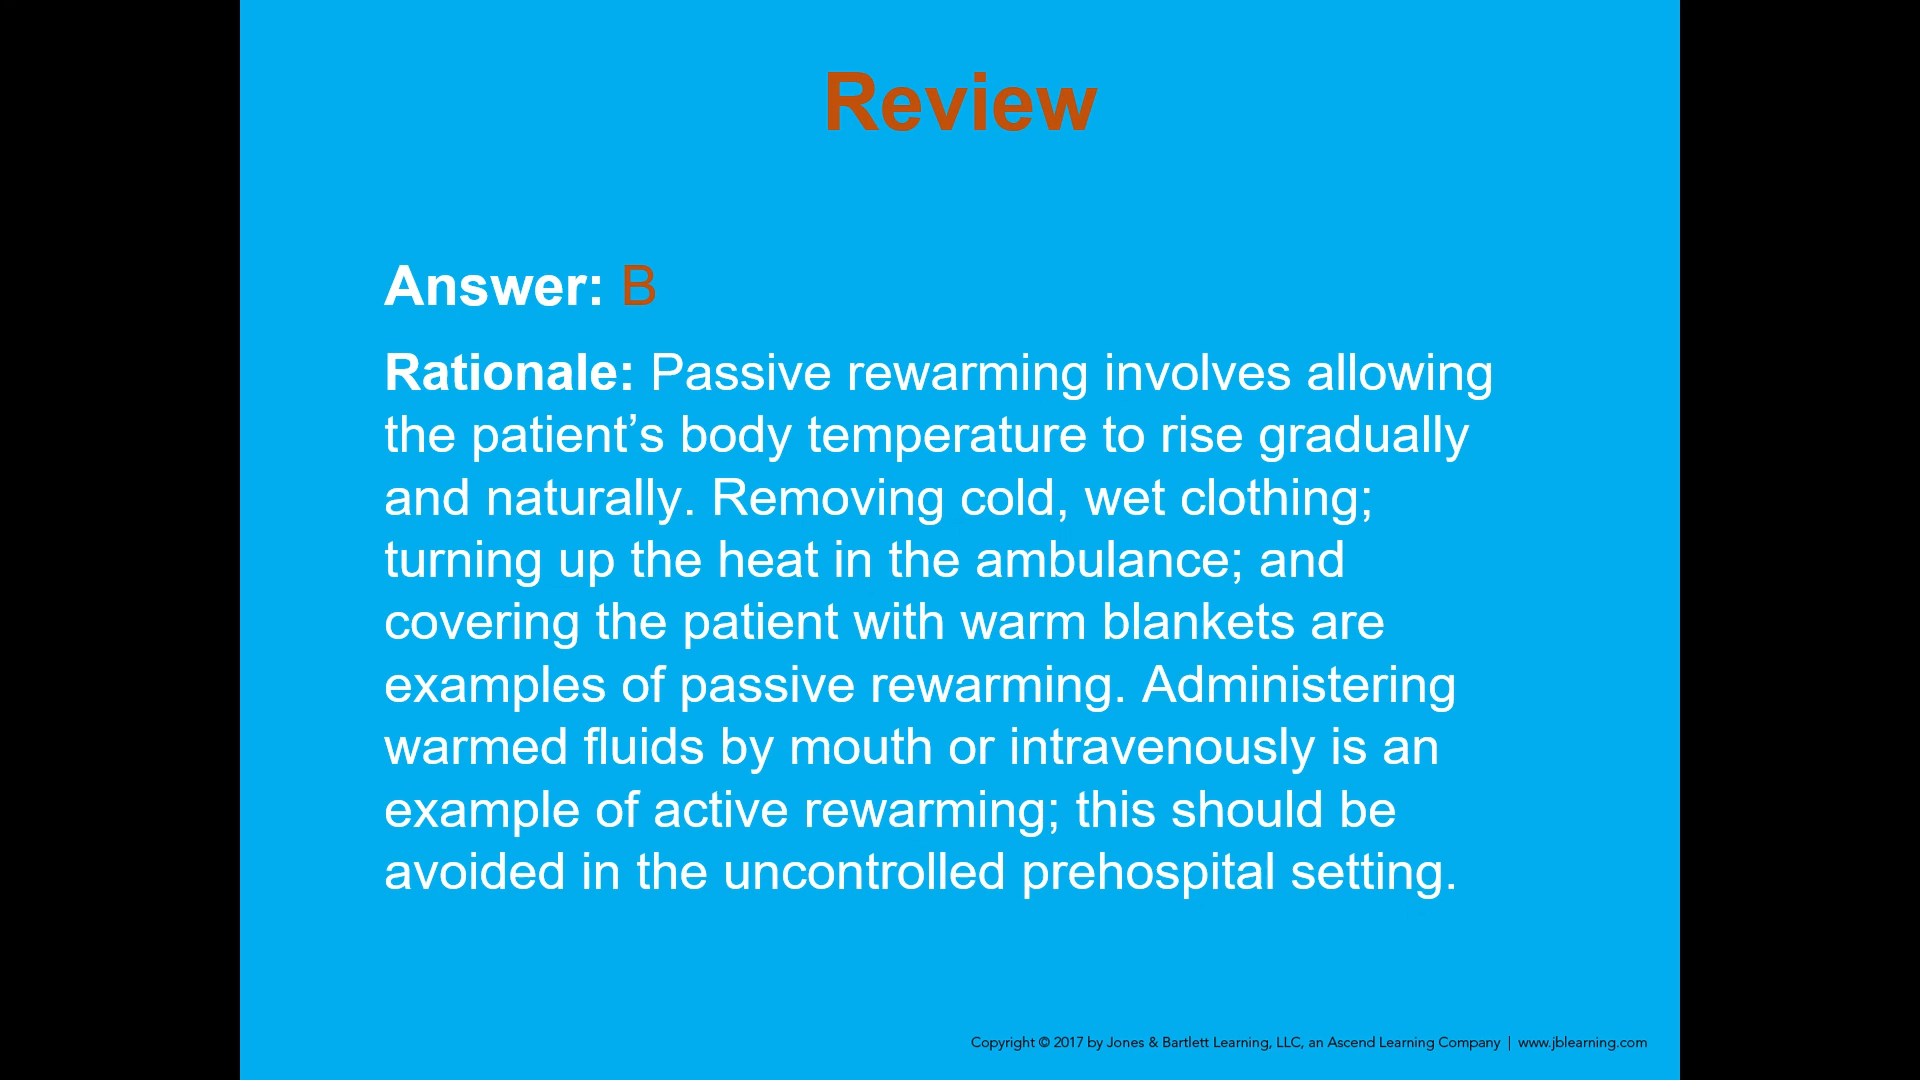 Review
Answer: B
Rationale: Passive rewarming involves allowing
the patient’s body temperature to rise gradually
and naturally. Removing cold, wet clothing;
turning up the heat in the ambulance; and
covering the patient with warm blankets are
examples of passive rewarming. Administering
warmed fluids by mouth or intravenously is an
example of active rewarming; this should be
avoided in the uncontrolled prehospital setting.
Copyright © 2017 by Jones & Bartlett Learning, LLC, an Ascend Learning Company | www.jblearning.com